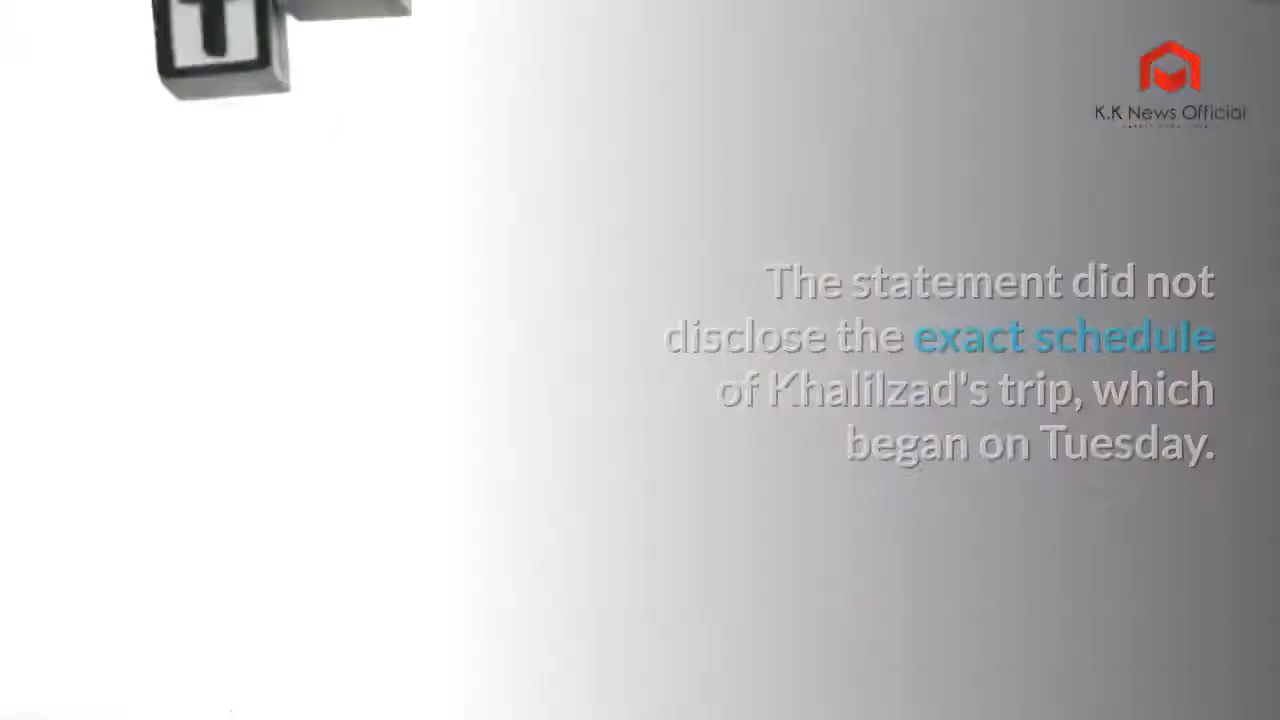 T
K.K News Official
The statement did not
disclose the exact schedule
of Khalilzad's trip, which
began on Tuesday.